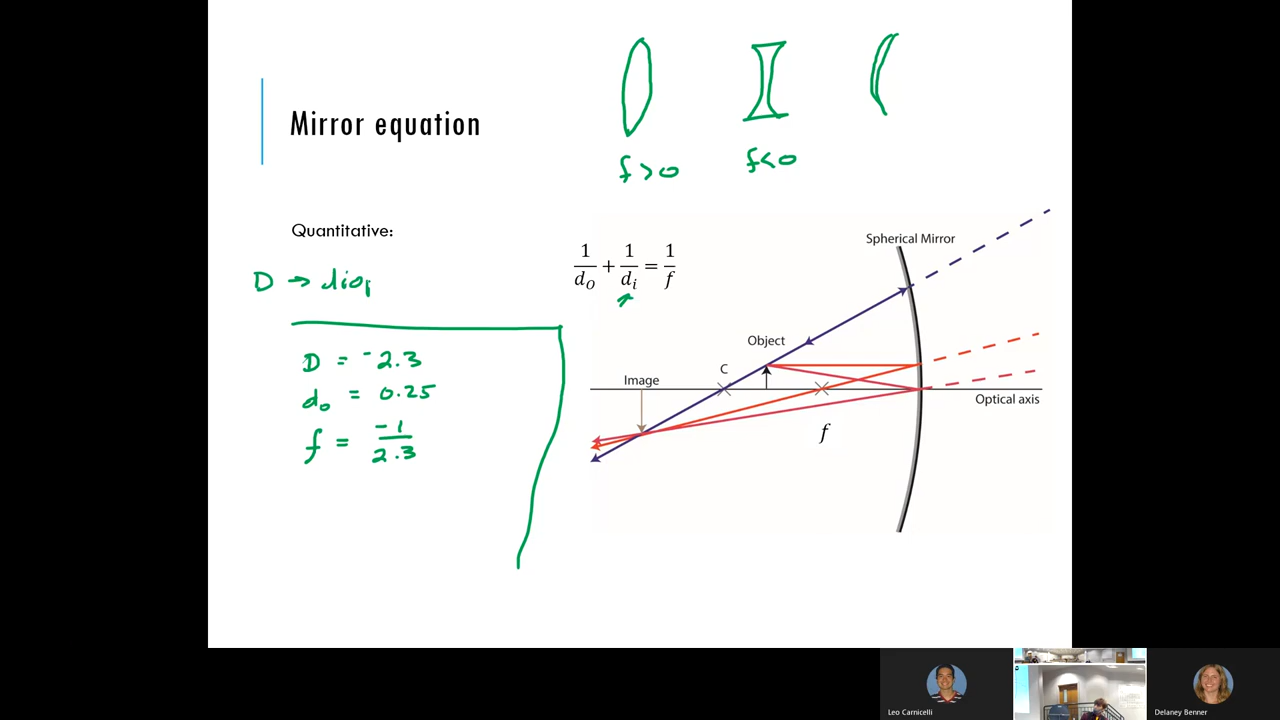 f>0
f<0
Mirror equation
Quantitative:
1/d_O + 1/d_i = 1/f
D → diop
D = -2.3
d_o = 0.25
f = -1/2.3
Spherical Mirror
Object
C
Image
Optical axis
f
Leo Carnicelli
Delaney Benner